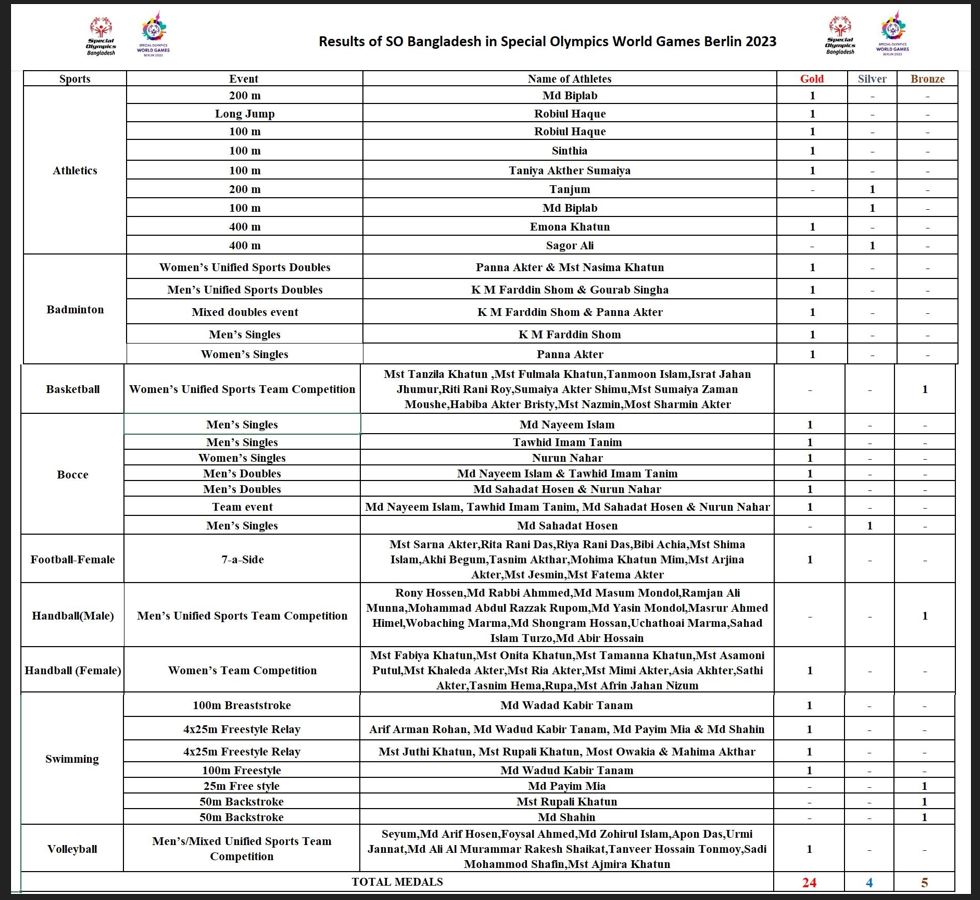 Special
Olympics
Bangladesh
SPECIAL OLYMPICS
WORLD GAMES
BERLIN 2023
Results of SO Bangladesh in Special Olympics World Games Berlin 2023
Special
Olympics
Bangladesh
SPECIAL OLYMPICS
WORLD GAMES
BERLIN 2023
Sports Event Name of Athletes Gold Silver Bronze
Athletics
200 m Md Biplab 1 - -
Long Jump Robiul Haque 1 - -
100 m Robiul Haque 1 - -
100 m Sinthia 1 - -
100 m Taniya Akther Sumaiya 1 - -
200 m Tanjum - 1 -
100 m Md Biplab - 1 -
400 m Emona Khatun 1 - -
400 m Sagor Ali - 1 -
Badminton
Women’s Unified Sports Doubles Panna Akter & Mst Nasima Khatun 1 - -
Men’s Unified Sports Doubles K M Farddin Shom & Gourab Singha 1 - -
Mixed doubles event K M Farddin Shom & Panna Akter 1 - -
Men’s Singles K M Farddin Shom 1 - -
Women’s Singles Panna Akter 1 - -
Basketball Women’s Unified Sports Team Competition
Mst Tanzila Khatun ,Mst Fulmala Khatun,Tanmoon Islam,Israt Jahan
Jhumur,Riti Rani Roy,Sumaiya Akter Shimu,Mst Sumaiya Zaman
Moushe,Habiba Akter Bristy,Mst Nazmin,Most Sharmin Akter
- - 1
Bocce
Men’s Singles Md Nayeem Islam 1 - -
Men’s Singles Tawhid Imam Tanim 1 - -
Women’s Singles Nurun Nahar 1 - -
Men’s Doubles Md Nayeem Islam & Tawhid Imam Tanim 1 - -
Men’s Doubles Md Sahadat Hosen & Nurun Nahar 1 - -
Team event Md Nayeem Islam, Tawhid Imam Tanim, Md Sahadat Hosen & Nurun Nahar 1 - -
Men’s Singles Md Sahadat Hosen - 1 -
Football-Female 7-a-Side
Mst Sarna Akter,Rita Rani Das,Riya Rani Das,Bibi Achia,Mst Shima
Islam,Akhi Begum,Tasnim Akthar,Mohima Khatun Mim,Mst Arjina
Akter,Mst Jesmin,Mst Fatema Akter
1 - -
Handball(Male) Men’s Unified Sports Team Competition
Rony Hossen,Md Rabbi Ahmmed,Md Masum Mondol,Ramjan Ali
Munna,Mohammad Abdul Razzak Rupom,Md Yasin Mondol,Masrur Ahmed
Himel,Wobaching Marma,Md Shongram Hossan,Uchathoai Marma,Sahad
Islam Turzo,Md Abir Hossain
- - 1
Handball (Female) Women’s Team Competition
Mst Fabiya Khatun,Mst Onita Khatun,Mst Tamanna Khatun,Mst Asamoni
Putul,Mst Khaleda Akter,Mst Ria Akter,Mst Mimi Akter,Asia Akhter,Sathi
Akter,Tasnim Hema,Rupa,Mst Afrin Jahan Nizum
1 - -
Swimming
100m Breaststroke Md Wadad Kabir Tanam 1 - -
4x25m Freestyle Relay Arif Arman Rohan, Md Wadud Kabir Tanam, Md Payim Mia & Md Shahin 1 - -
4x25m Freestyle Relay Mst Juthi Khatun, Mst Rupali Khatun, Most Owakia & Mahima Akthar 1 - -
100m Freestyle Md Wadud Kabir Tanam 1 - -
25m Free style Md Payim Mia - - 1
50m Backstroke Mst Rupali Khatun - - 1
50m Backstroke Md Shahin - - 1
Volleyball
Men’s/Mixed Unified Sports Team
Competition
Seyum,Md Arif Hosen,Foysal Ahmed,Md Zohirul Islam,Apon Das,Urmi
Jannat,Md Ali Al Murammar Rakesh Shaikat,Tanveer Hossain Tonmoy,Sadi
Mohammod Shafin,Mst Ajmira Khatun
1 - -
TOTAL MEDALS 24 4 5